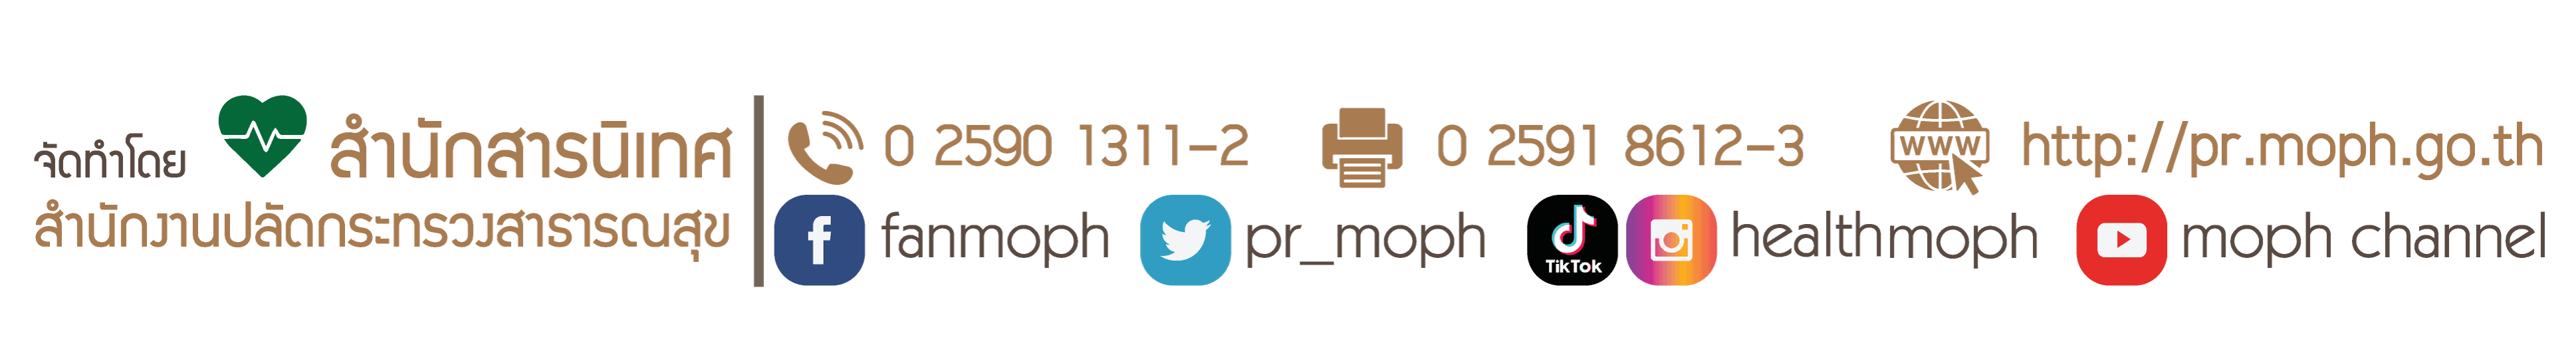 จัดทำโดย สำนักสารนิเทศ
สำนักงานปลัดกระทรวงสาธารณสุข
0 2590 1311-2 0 2591 8612-3 www http://pr.moph.go.th
f fanmoph pr_moph TikTok healthmoph moph channel